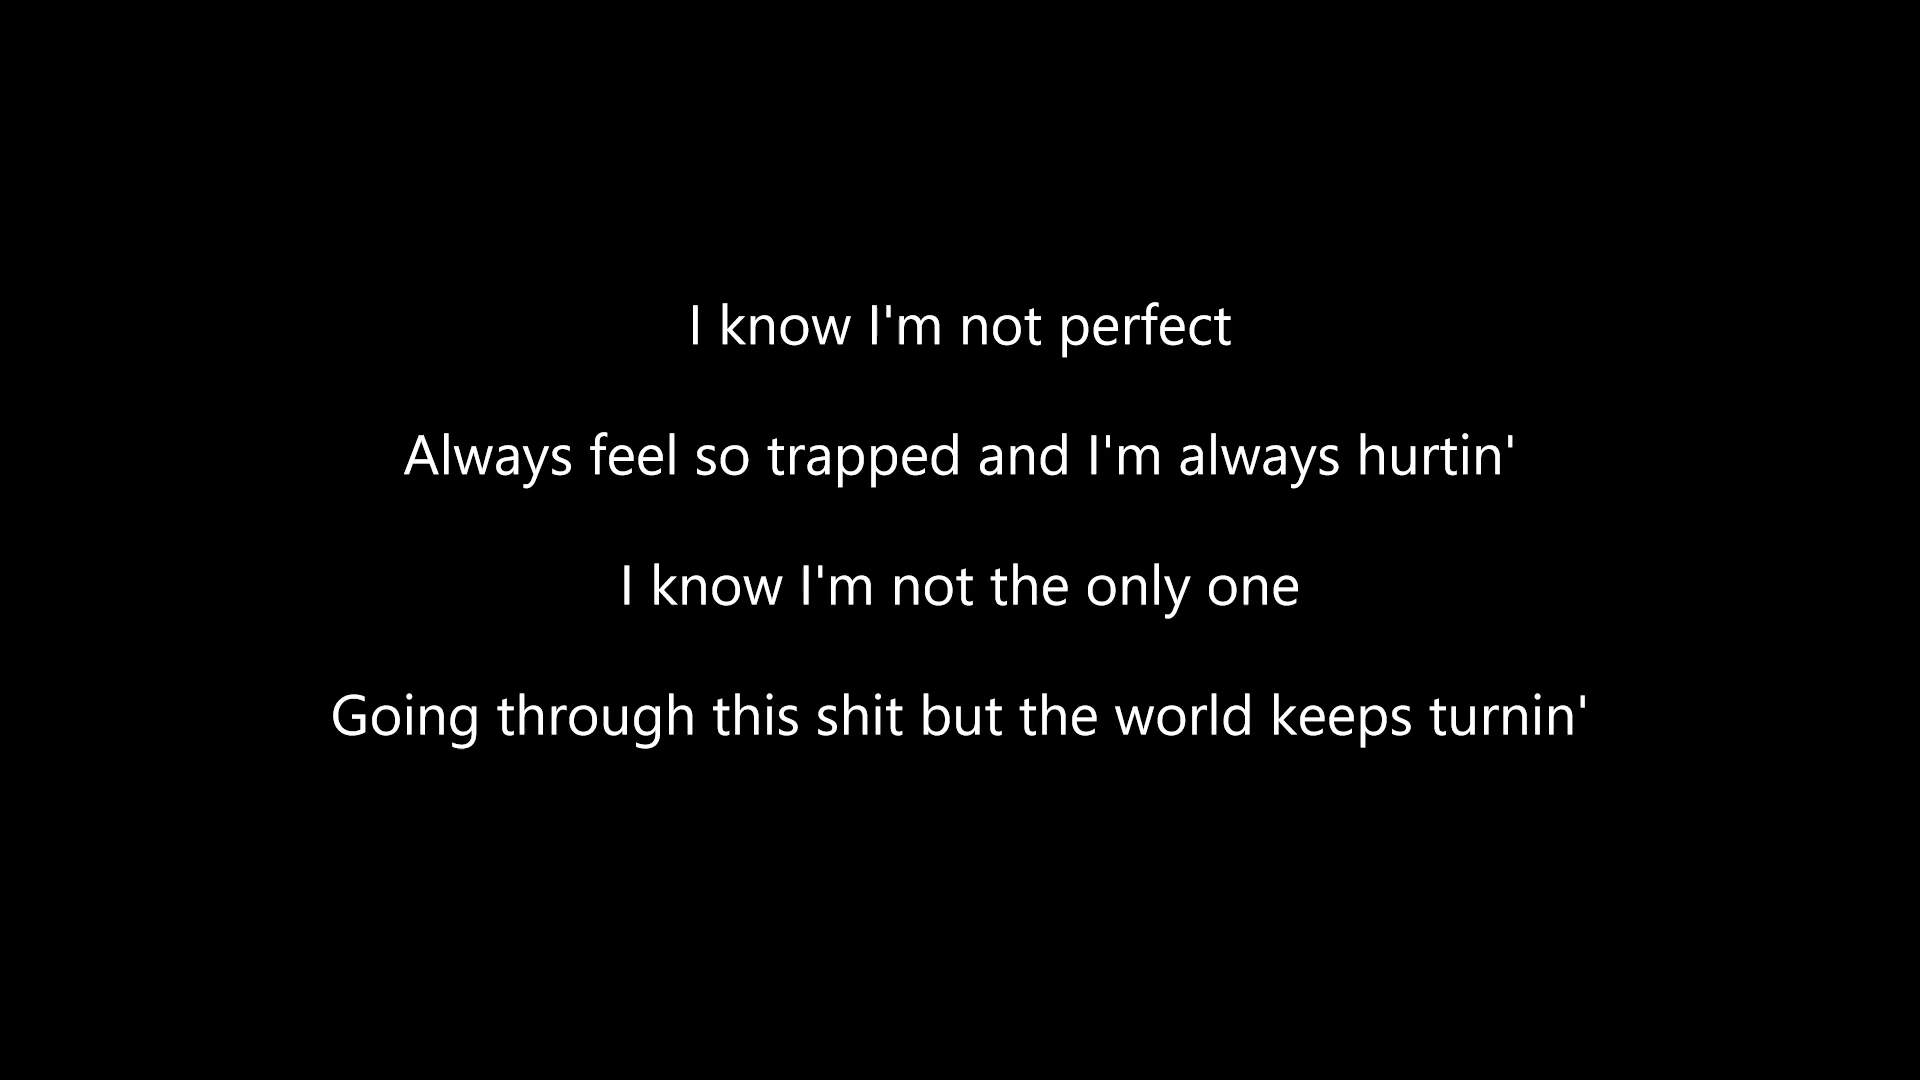 I know I'm not perfect
Always feel so trapped and I'm always hurtin'
I know I'm not the only one
Going through this shit but the world keeps turnin'